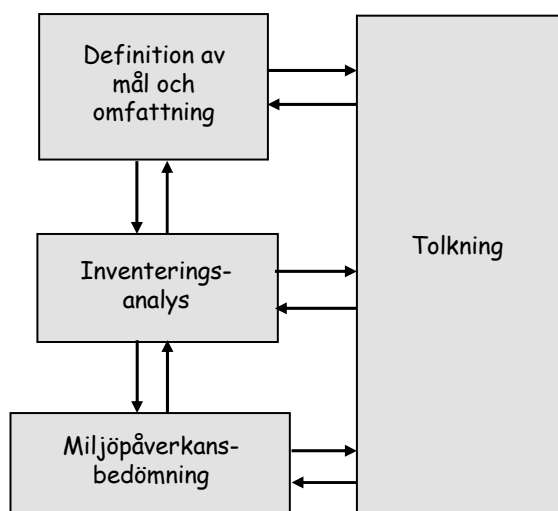 Definition av
mål och
omfattning
Inventerings-
analys
Miljöpåverkans-
bedömning
Tolkning